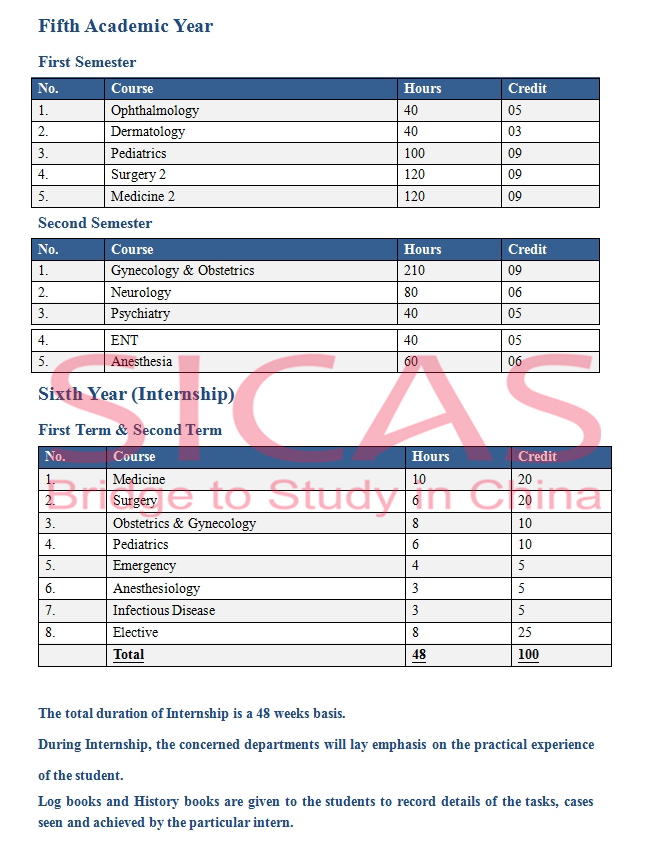 Fifth Academic Year
First Semester
No. Course Hours Credit
1. Ophthalmology 40 05
2. Dermatology 40 03
3. Pediatrics 100 09
4. Surgery 2 120 09
5. Medicine 2 120 09
Second Semester
No. Course Hours Credit
1. Gynecology & Obstetrics 210 09
2. Neurology 80 06
3. Psychiatry 40 05
4. ENT 40 05
5. Anesthesia 60 06
SICAS
Bridge to Study in China
Sixth Year (Internship)
First Term & Second Term
No. Course Hours Credit
1. Medicine 10 20
2. Surgery 6 20
3. Obstetrics & Gynecology 8 10
4. Pediatrics 6 10
5. Emergency 4 5
6. Anesthesiology 3 5
7. Infectious Disease 3 5
8. Elective 8 25
Total 48 100
The total duration of Internship is a 48 weeks basis.
During Internship, the concerned departments will lay emphasis on the practical experience
of the student.
Log books and History books are given to the students to record details of the tasks, cases
seen and achieved by the particular intern.